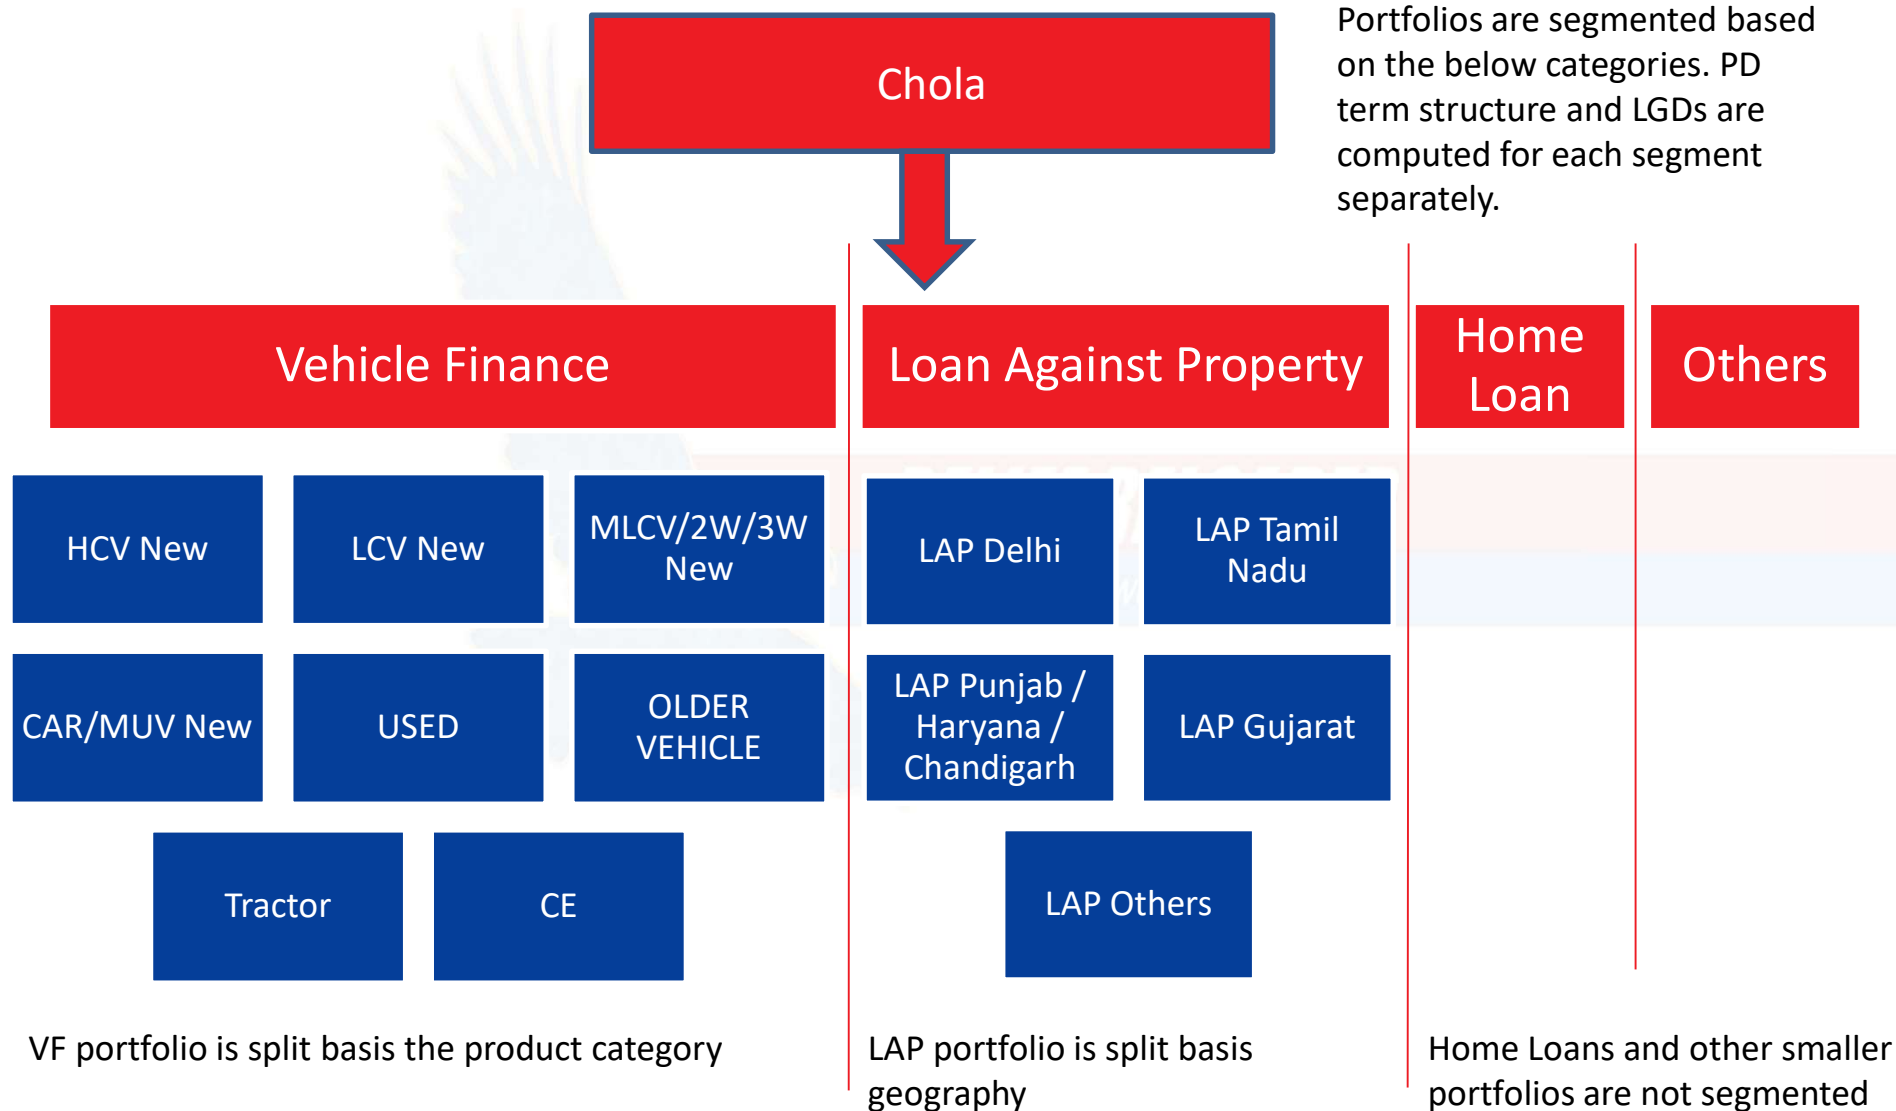 Chola
Portfolios are segmented based
on the below categories. PD
term structure and LGDs are
computed for each segment
separately.
Vehicle Finance
Loan Against Property
Home
Loan
Others
HCV New
LCV New
MLCV/2W/3W
New
LAP Delhi
LAP Tamil
Nadu
CAR/MUV New
USED
OLDER
VEHICLE
LAP Punjab /
Haryana /
Chandigarh
LAP Gujarat
Tractor
CE
LAP Others
VF portfolio is split basis the product category
LAP portfolio is split basis
geography
Home Loans and other smaller
portfolios are not segmented